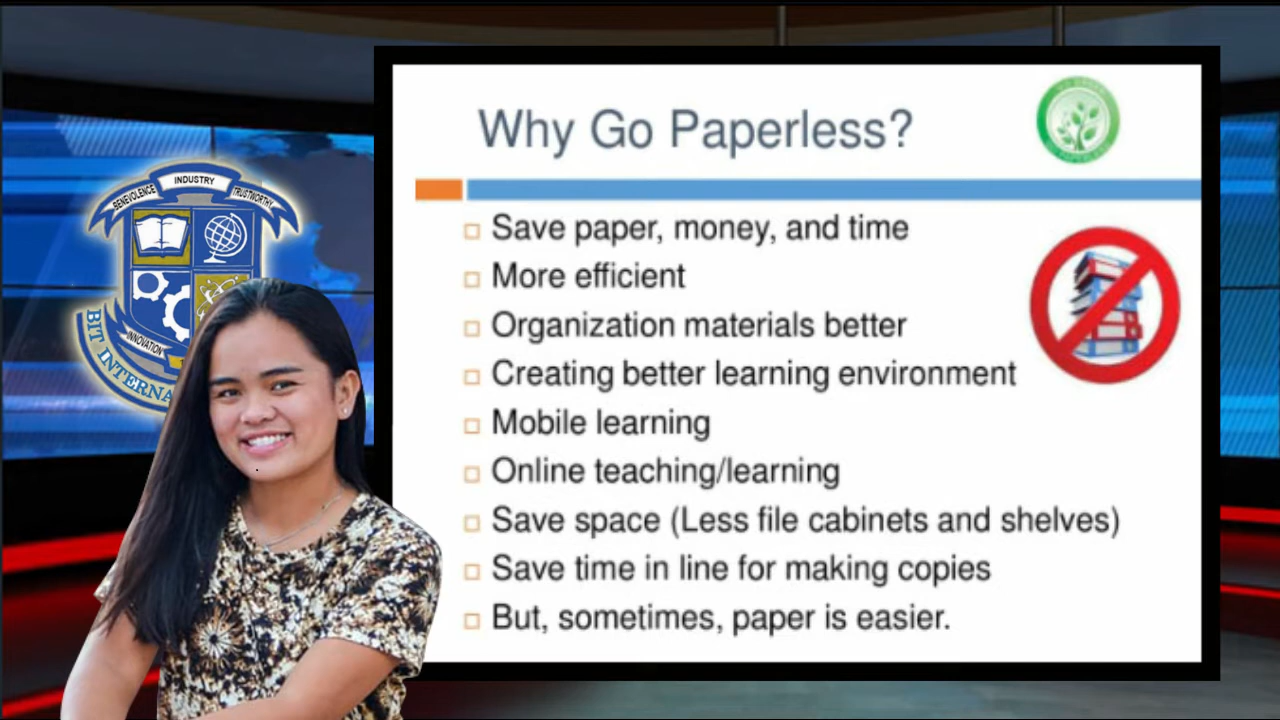 Why Go Paperless?
BENEVOLENCE INDUSTRY TRUSTWORTHY
Save paper, money, and time
More efficient
Organization materials better
Creating better learning environment
INNOVATION
BIT INTERNA
Mobile learning
Online teaching/learning
Save space (Less file cabinets and shelves)
Save time in line for making copies
But, sometimes, paper is easier.